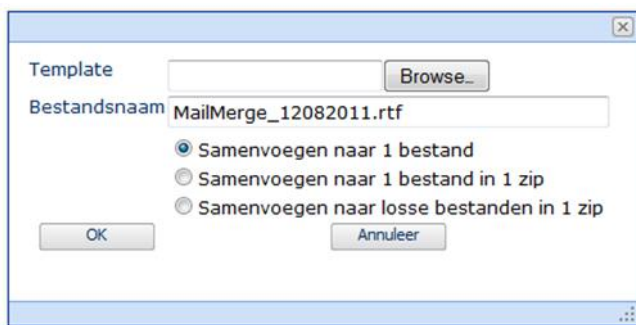 Template Browse..
Bestandsnaam MailMerge_12082011.rtf
Samenvoegen naar 1 bestand
Samenvoegen naar 1 bestand in 1 zip
Samenvoegen naar losse bestanden in 1 zip
OK Annuleer